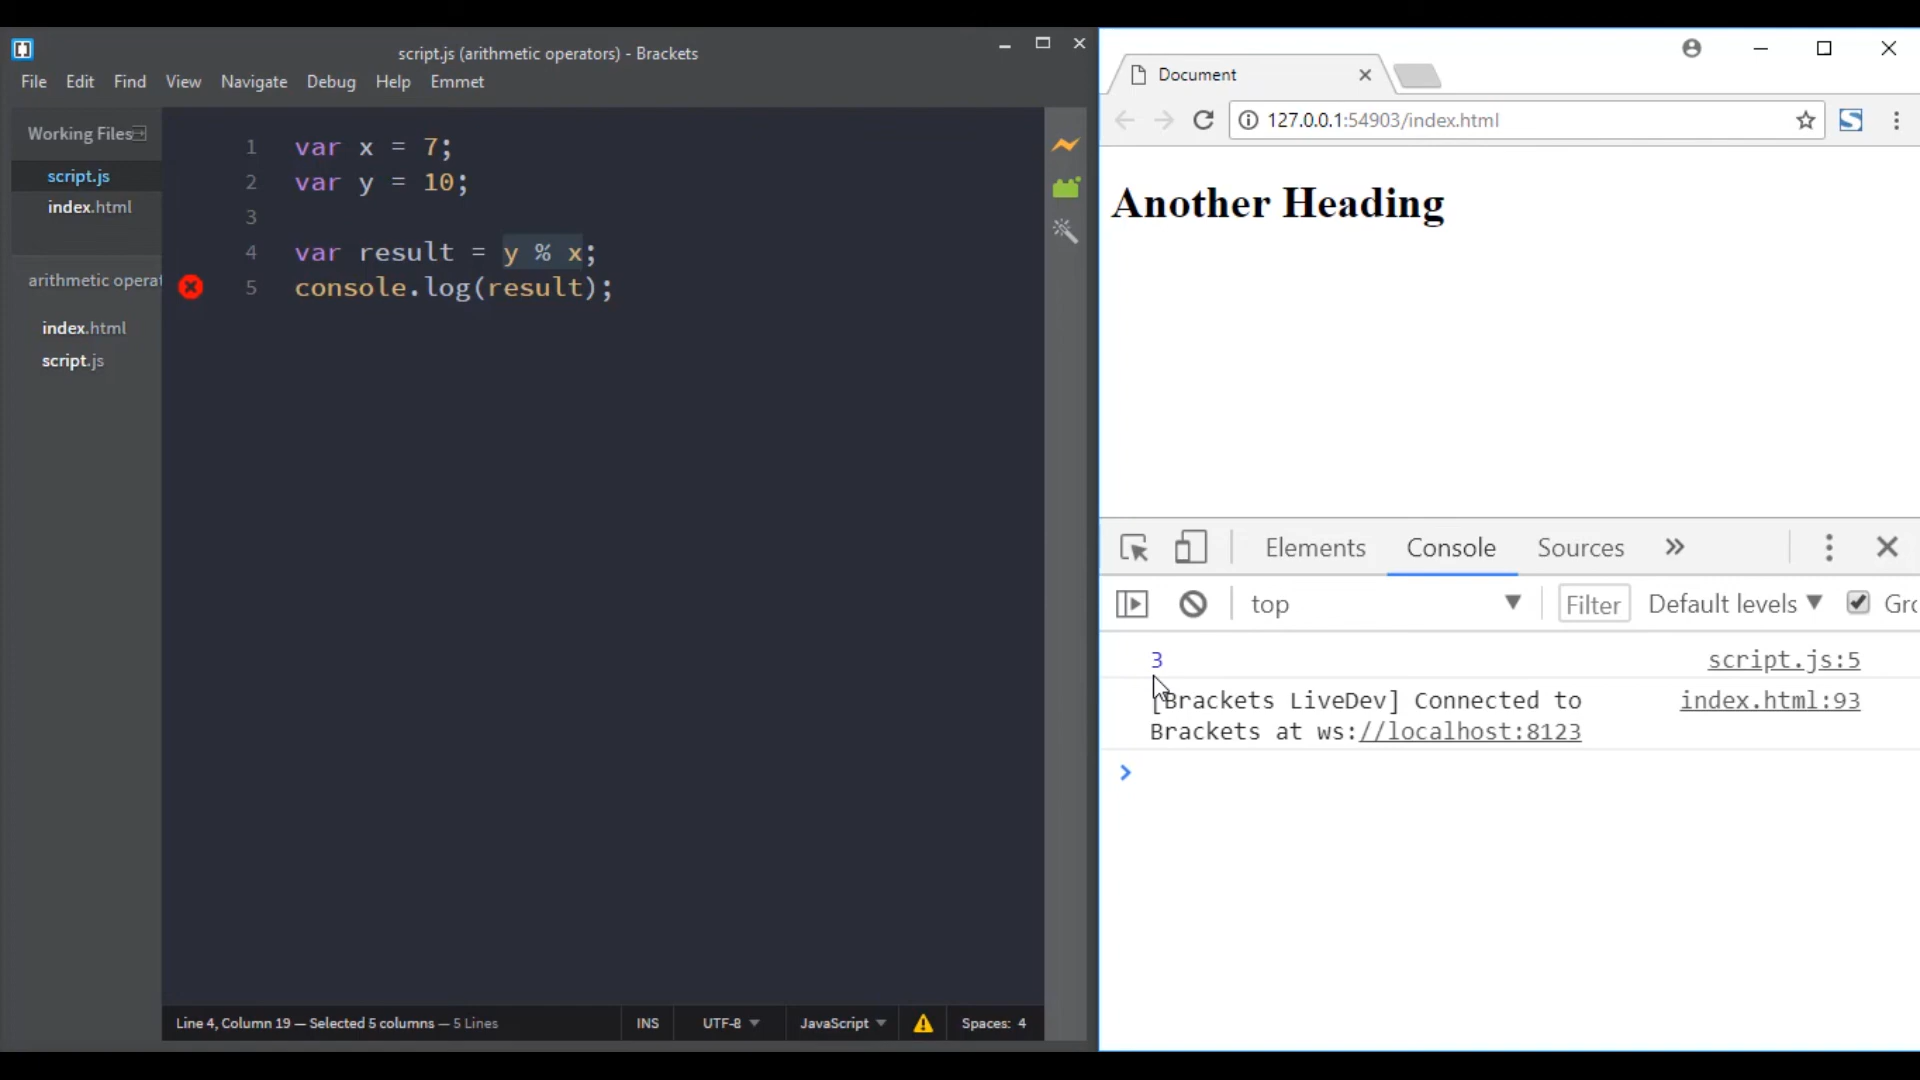 script.js (arithmetic operators) - Brackets
File Edit Find View Navigate Debug Help Emmet
Working Files
script.js
index.html
arithmetic operat
index.html
script.js
1 var x = 7;
2 var y = 10;
3
4 var result = y % x;
5 console.log(result);
Line 4, Column 19 — Selected 5 columns — 5 Lines
INS UTF-8 JavaScript Spaces: 4
Document
127.0.0.1:54903/index.html
Another Heading
Elements Console Sources
top Filter Default levels Gro
3 script.js:5
[Brackets LiveDev] Connected to index.html:93
Brackets at ws://localhost:8123